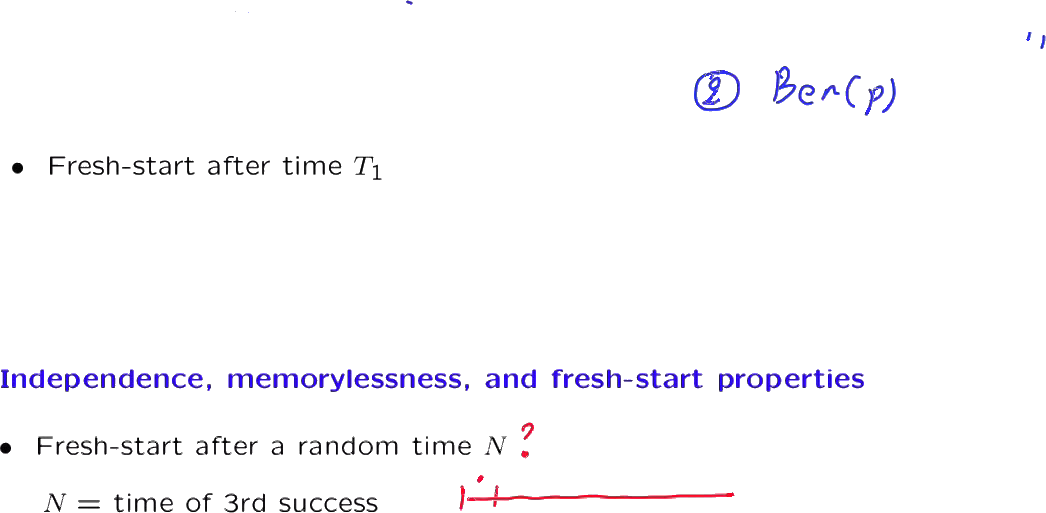 ② Ber(p)
• Fresh-start after time T₁
Independence, memorylessness, and fresh-start properties
• Fresh-start after a random time N ?
N = time of 3rd success